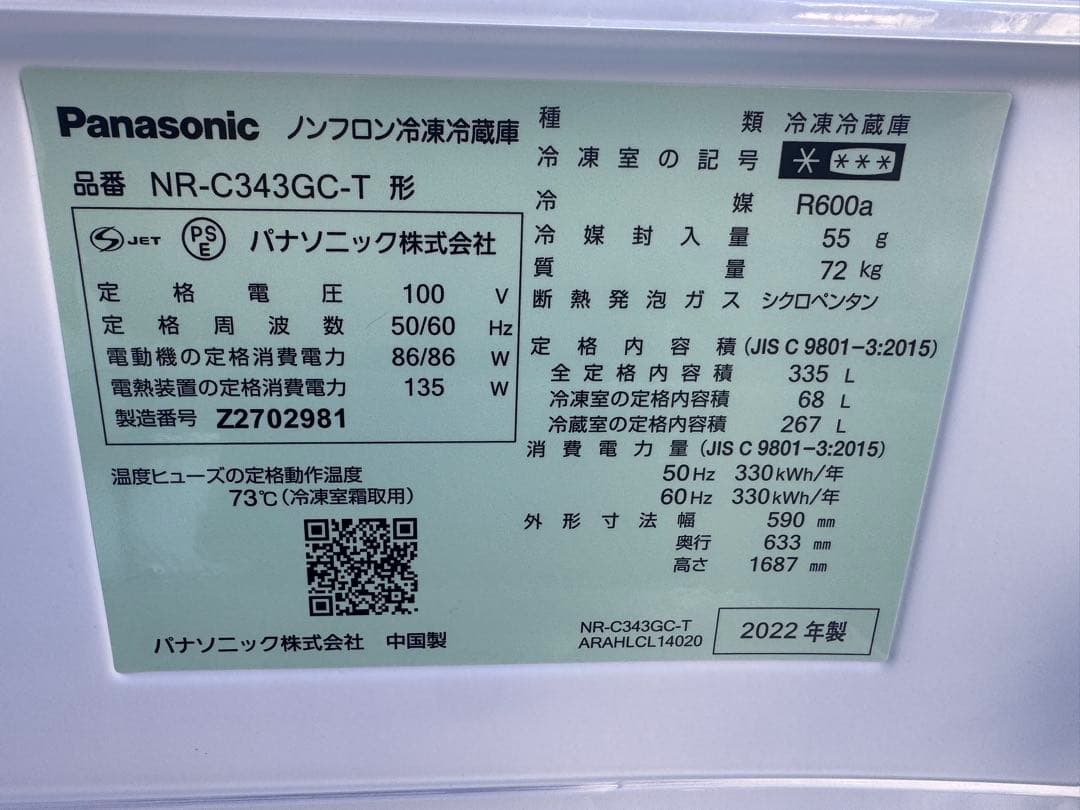 Panasonic ノンフロン冷凍冷蔵庫
品番 NR-C343GC-T 形
S JET PSE パナソニック株式会社
定格電圧 100 V
定格周波数 50/60 Hz
電動機の定格消費電力 86/86 W
電熱装置の定格消費電力 135 W
製造番号 Z2702981
温度ヒューズの定格動作温度
73℃(冷凍室霜取用)
パナソニック株式会社 中国製
種類 冷凍冷蔵庫
冷凍室の記号 * ***
冷媒 R600a
冷媒封入量 55 g
質量 72 kg
断熱発泡ガス シクロペンタン
定格内容積 (JIS C 9801-3:2015)
全定格内容積 335 L
冷凍室の定格内容積 68 L
冷蔵室の定格内容積 267 L
消費電力量 (JIS C 9801-3:2015)
50Hz 330kWh/年
60Hz 330kWh/年
外形寸法 幅 590 mm
奥行 633 mm
高さ 1687 mm
NR-C343GC-T
ARAHLCL14020
2022年製